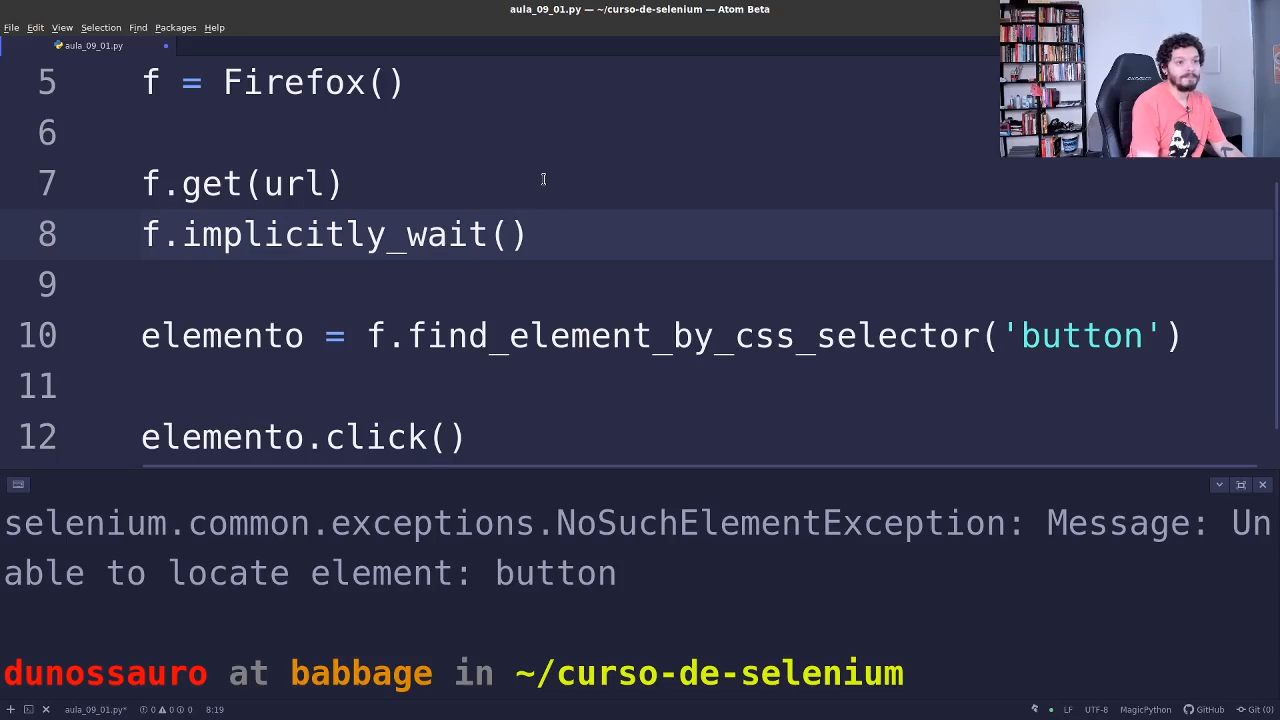 aula_09_01.py — ~/curso-de-selenium — Atom Beta
File Edit View Selection Find Packages Help
aula_09_01.py
5 f = Firefox()
6
7 f.get(url)
8 f.implicitly_wait()
9
10 elemento = f.find_element_by_css_selector('button')
11
12 elemento.click()
selenium.common.exceptions.NoSuchElementException: Message: Un
able to locate element: button
dunossauro at babbage in ~/curso-de-selenium
aula_09_01.py* 0 0 0 8:19 LF UTF-8 MagicPython GitHub Git (0)